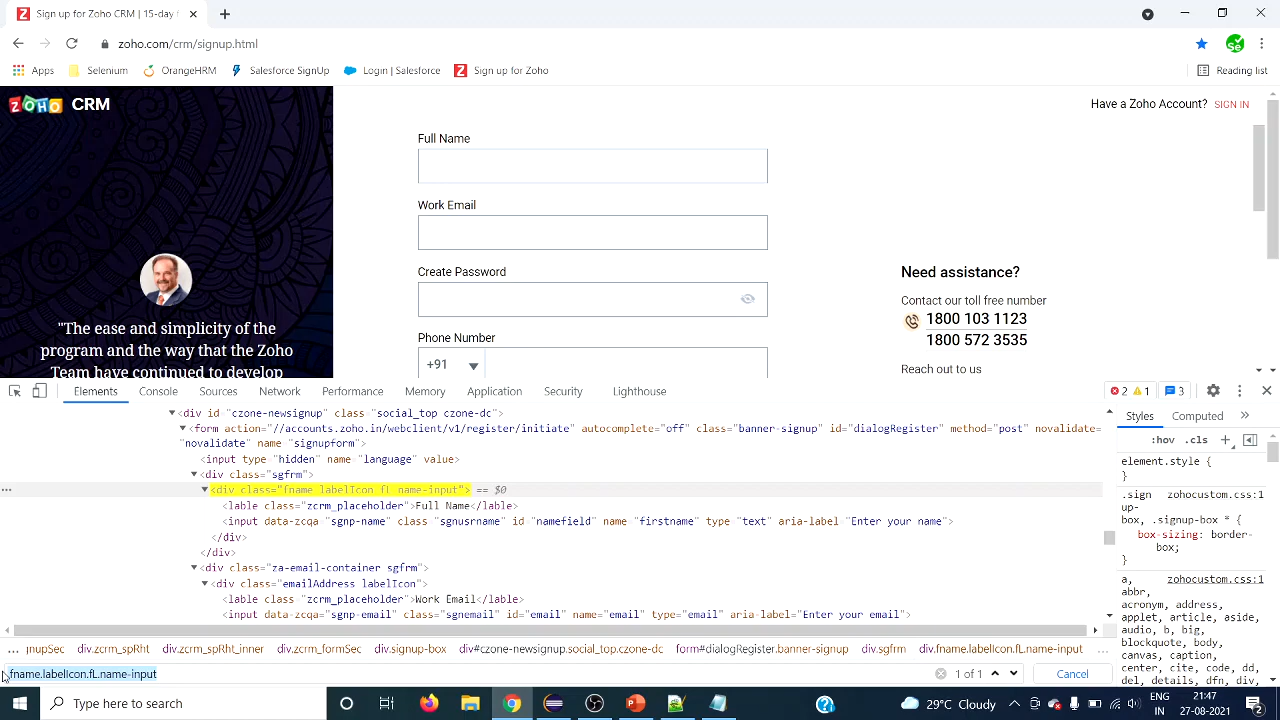 Sign up for Zoho CRM | 15-day f
zoho.com/crm/signup.html
Apps Selenium OrangeHRM Salesforce SignUp Login | Salesforce Sign up for Zoho Reading list
ZOHO CRM
Have a Zoho Account? SIGN IN
Full Name
Work Email
Create Password
Phone Number
+91
Need assistance?
Contact our toll free number
1800 103 1123
1800 572 3535
Reach out to us
"The ease and simplicity of the
program and the way that the Zoho
Team have continued to develop
Elements Console Sources Network Performance Memory Application Security Lighthouse 2 1 3
<div id "czone-newsignup" class "social_top czone-dc">
<form action="//accounts.zoho.in/webclient/v1/register/initiate" autocomplete="off" class="banner-signup" id="dialogRegister" method="post" novalidate=
"novalidate" name "signupform">
<input type "hidden" name "language" value>
<div class="sgfrm">
<div class="fname labelIcon fL name-input"> == $0
<lable class="zcrm_placeholder">Full Name</lable>
<input data-zcqa "sgnp-name" class "sgnusrname" id "namefield" name "firstname" type "text" aria-label "Enter your name">
</div>
</div>
<div class="za-email-container sgfrm">
<div class="emailAddress labelIcon">
<lable class "zcrm_placeholder">Work Email</lable>
<input data-zcqa="sgnp-email" class="sgnemail" id="email" name="email" type="email" aria-label="Enter your email">
... jnupSec div.zcrm_spRht div.zcrm_spRht_inner div.zcrm_formSec div.signup-box div#czone-newsignup.social_top.czone-dc form#dialogRegister.banner-signup div.sgfrm div.fname.labelIcon.fL.name-input ...
.fname.labelIcon.fL.name-input 1 of 1 Cancel
Styles Computed »
:hov .cls +
element.style {
}
.sign zohocustom.css:1
up-
box, .signup-box * {
box-sizing: border-
box;
}
a, zohocustom.css:1
abbr,
acronym, address,
applet, article, aside,
audio, b, big,
blockquote, body,
canvas, caption,
center, cite, code, dd,
del, details, dfn, div,
Type here to search
29°C Cloudy
ENG
IN
21:47
27-08-2021